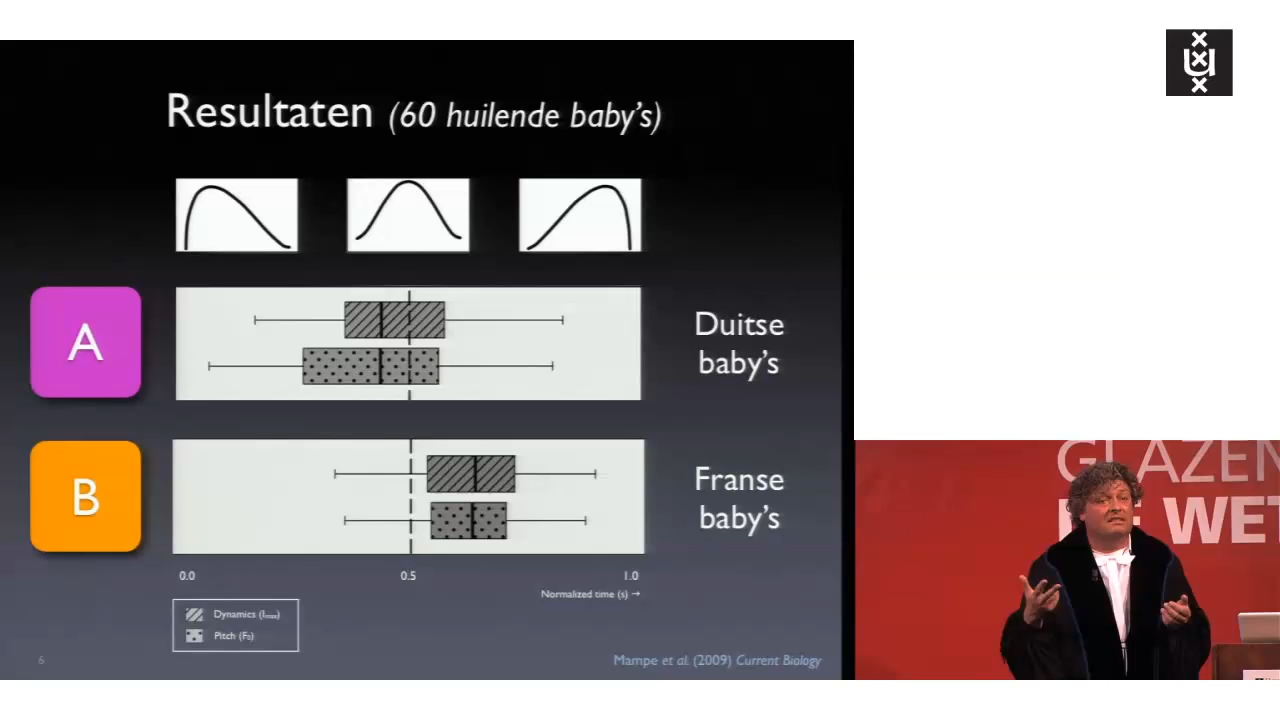 Resultaten (60 huilende baby's)
A
Duitse
baby's
B
Franse
baby's
0.0 0.5 1.0
Normalized time (s) →
Dynamics (Imax)
Pitch (F0)
6
Mampe et al. (2009) Current Biology
GLAZEN
WET